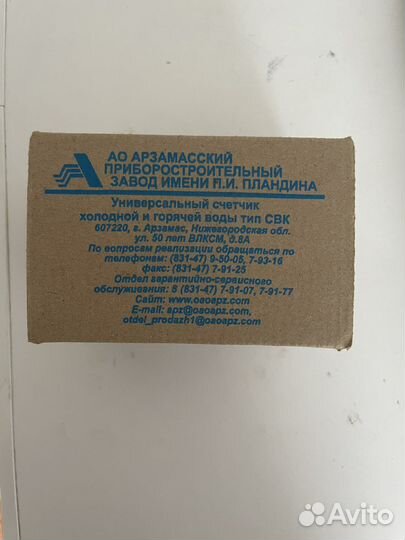 АО АРЗАМАССКИЙ
ПРИБОРОСТРОИТЕЛЬНЫЙ
ЗАВОД ИМЕНИ П.И. ПЛАНДИНА
Универсальный счетчик
холодной и горячей воды тип СВК
607220, г. Арзамас, Нижегородская обл.
ул. 50 лет ВЛКСМ, д.8А
По вопросам реализации обращаться по
телефонам: (831-47) 9-50-05, 7-93-16
факс: (831-47) 7-91-25
Отдел гарантийно-сервисного
обслуживания: 8 (831-47) 7-91-07, 7-91-77
Сайт: www.oaoapz.com
E-mail: apz@oaoapz.com,
otdel_prodazh1@oaoapz.com
Avito